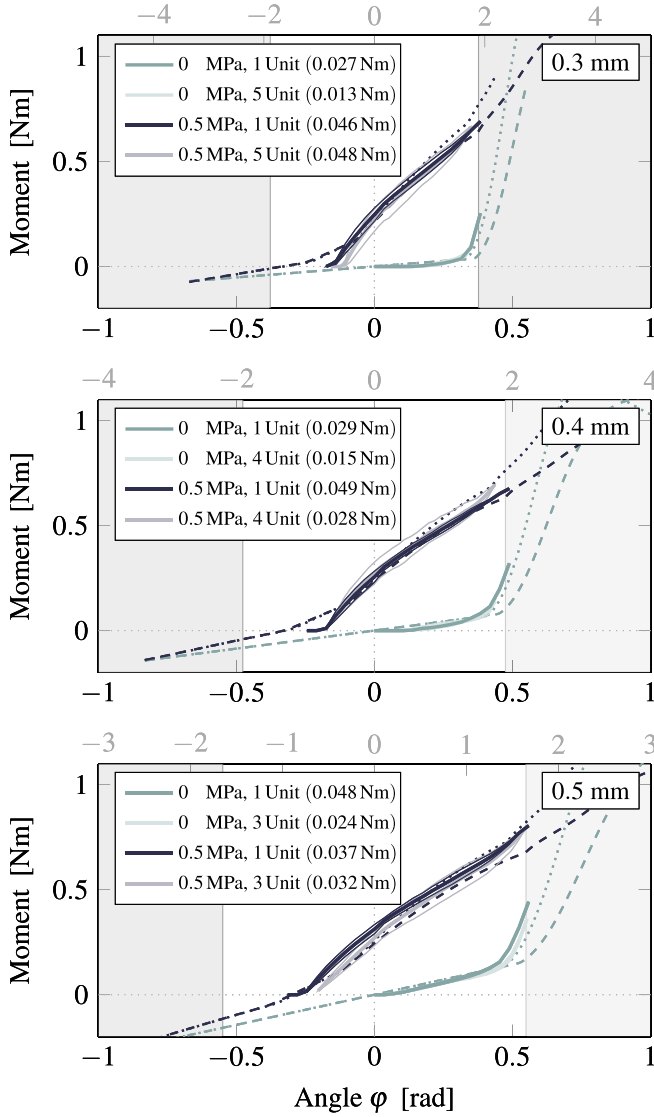 −4 −2 0 2 4
1
0.5
0
Moment [Nm]
0 MPa, 1 Unit (0.027 Nm)
0 MPa, 5 Unit (0.013 Nm)
0.5 MPa, 1 Unit (0.046 Nm)
0.5 MPa, 5 Unit (0.048 Nm)
0.3 mm
−1 −0.5 0 0.5 1
−4 −2 0 2 4
1
0.5
0
Moment [Nm]
0 MPa, 1 Unit (0.029 Nm)
0 MPa, 4 Unit (0.015 Nm)
0.5 MPa, 1 Unit (0.049 Nm)
0.5 MPa, 4 Unit (0.028 Nm)
0.4 mm
−1 −0.5 0 0.5 1
−3 −2 −1 0 1 2 3
1
0.5
0
Moment [Nm]
0 MPa, 1 Unit (0.048 Nm)
0 MPa, 3 Unit (0.024 Nm)
0.5 MPa, 1 Unit (0.037 Nm)
0.5 MPa, 3 Unit (0.032 Nm)
0.5 mm
−1 −0.5 0 0.5 1
Angle φ [rad]